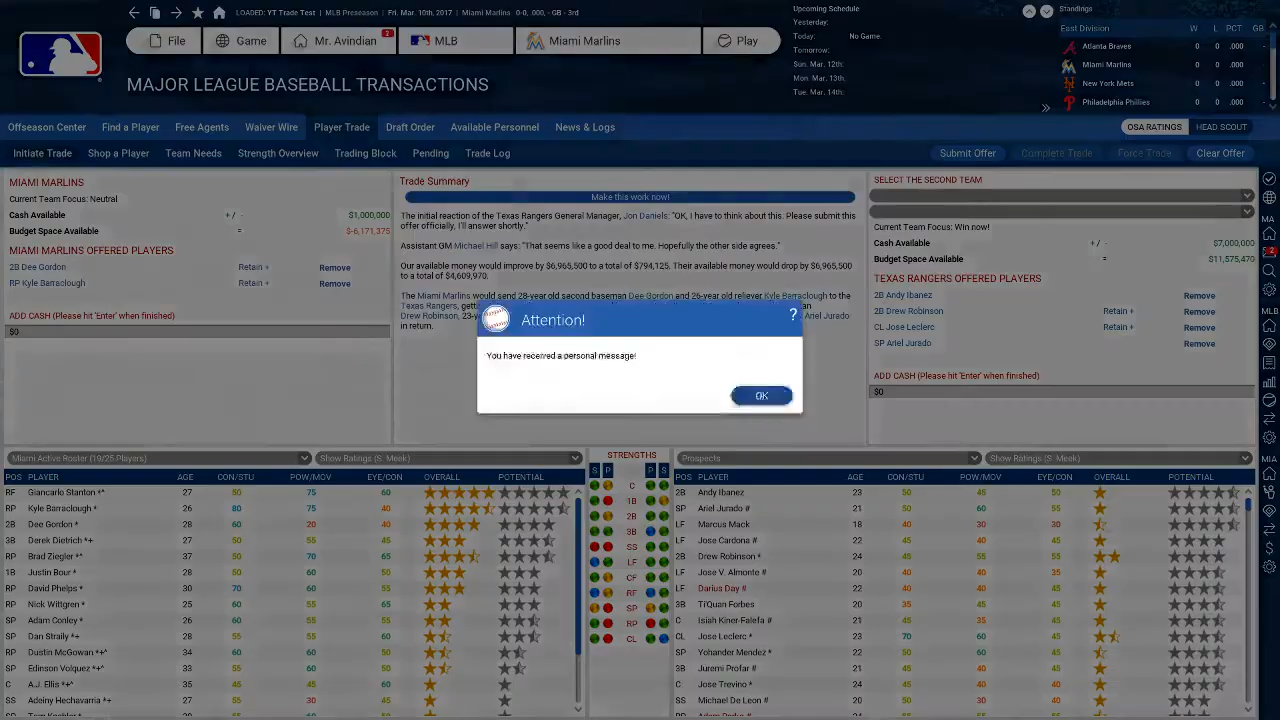 LOADED: YT Trade Test | MLB Preseason | Fri. Mar. 10th, 2017 | Miami Marlins 0-0, .000, - GB - 3rd
File
Game
Mr. Avindian
2
MLB
Miami Marlins
Play
Upcoming Schedule
Yesterday:
Today: No Game.
Tomorrow:
Sun. Mar. 12th:
Mon. Mar. 13th:
Tue. Mar. 14th:
Standings
East Division W L PCT GB
Atlanta Braves 0 0 .000
Miami Marlins 0 0 .000 -
New York Mets 0 0 .000 -
Philadelphia Phillies 0 0 .000 -
MAJOR LEAGUE BASEBALL TRANSACTIONS
Offseason Center Find a Player Free Agents Waiver Wire Player Trade Draft Order Available Personnel News & Logs
OSA RATINGS HEAD SCOUT
Initiate Trade Shop a Player Team Needs Strength Overview Trading Block Pending Trade Log
Submit Offer Complete Trade Force Trade Clear Offer
MIAMI MARLINS
Current Team Focus: Neutral
Cash Available + / - $1,000,000
Budget Space Available = $-6,171,375
MIAMI MARLINS OFFERED PLAYERS
2B Dee Gordon Retain + Remove
RP Kyle Barraclough Retain + Remove
ADD CASH (Please hit 'Enter' when finished)
$0
Trade Summary
Make this work now!
The initial reaction of the Texas Rangers General Manager, Jon Daniels: "OK, I have to think about this. Please submit this
offer officially, I'll answer shortly."
Assistant GM Michael Hill says: "That seems like a good deal to me. Hopefully the other side agrees."
Our available money would improve by $6,965,500 to a total of $794,125. Their available money would drop by $6,965,500
to a total of $4,609,970.
The Miami Marlins would send 28-year old second baseman Dee Gordon and 26-year old reliever Kyle Barraclough to the
Texas Rangers, 
Drew Robinson, 23- Ariel Jurado
in return.
SELECT THE SECOND TEAM
Current Team Focus: Win now!
Cash Available + / - $7,000,000
Budget Space Available = $11,575,470
TEXAS RANGERS OFFERED PLAYERS
2B Andy Ibanez Remove
2B Drew Robinson Retain + Remove
CL Jose Leclerc Retain + Remove
SP Ariel Jurado Remove
ADD CASH (Please hit 'Enter' when finished)
$0
Attention!
?
You have received a personal message!
OK
Miami Active Roster (19/25 Players) Show Ratings (S. Meek)
POS PLAYER AGE CON/STU POW/MOV EYE/CON OVERALL POTENTIAL
RF Giancarlo Stanton *^ 27 50 75 60
RP Kyle Barraclough * 26 80 75 40
2B Dee Gordon * 28 60 20 40
3B Derek Dietrich *+ 27 50 55 45
RP Brad Ziegler *^ 37 50 70 65
1B Justin Bour * 28 50 60 60
RP David Phelps * 30 70 60 55
RP Nick Wittgren * 25 60 55 65
SP Adam Conley * 26 60 55 45
SP Dan Straily *+ 28 55 55 60
RP Dustin McGowan *+^ 34 60 60 50
SP Edinson Volquez *+^ 33 55 60 50
C A.J. Ellis *+^ 35 45 45 60
SS Adeiny Hechavarria *+ 27 55 30 45
STRENGTHS
S P P S
C
1B
2B
3B
SS
LF
CF
RF
SP
RP
CL
Prospects Show Ratings (S. Meek)
POS PLAYER AGE CON/STU POW/MOV EYE/CON OVERALL POTENTIAL
2B Andy Ibanez 23 50 45 50
SP Ariel Jurado # 21 50 60 55
LF Marcus Mack 18 40 30 30
LF Jose Cardona # 22 45 40 45
2B Drew Robinson * 24 45 55 55
LF Jose V. Almonte # 20 40 40 35
LF Darius Day # 22 40 40 45
3B Ti'Quan Forbes 20 35 45 45
C Isiah Kiner-Falefa # 21 45 35 45
CL Jose Leclerc * 23 70 60 45
SP Yohander Mendez * 22 45 60 45
3B Juremi Profar # 21 45 45 45
C Jose Trevino * 24 45 45 40
SS Michael De Leon # 20 45 40 40
MA
2
MLB
MIA